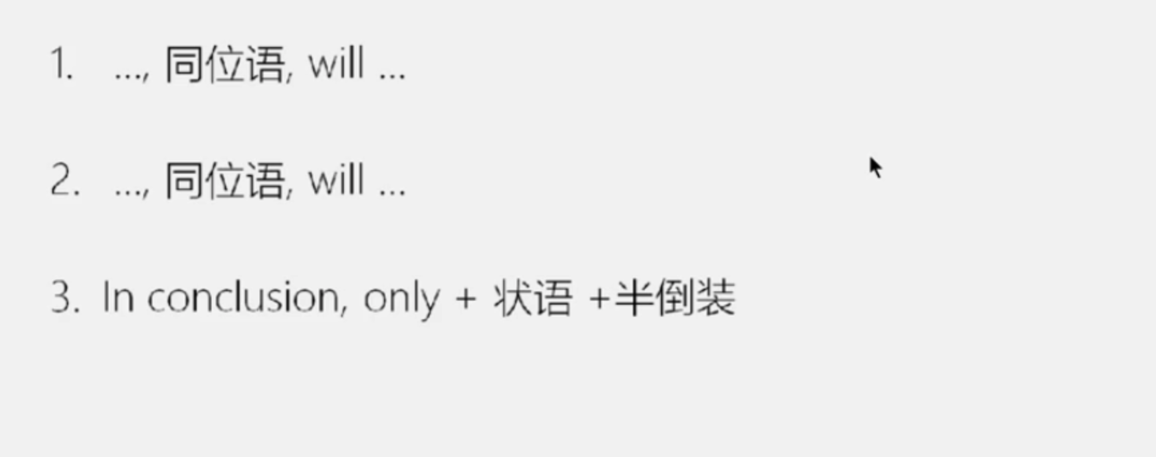 1. ..., 同位语, will ...
2. ..., 同位语, will ...
3. In conclusion, only + 状语 +半倒装